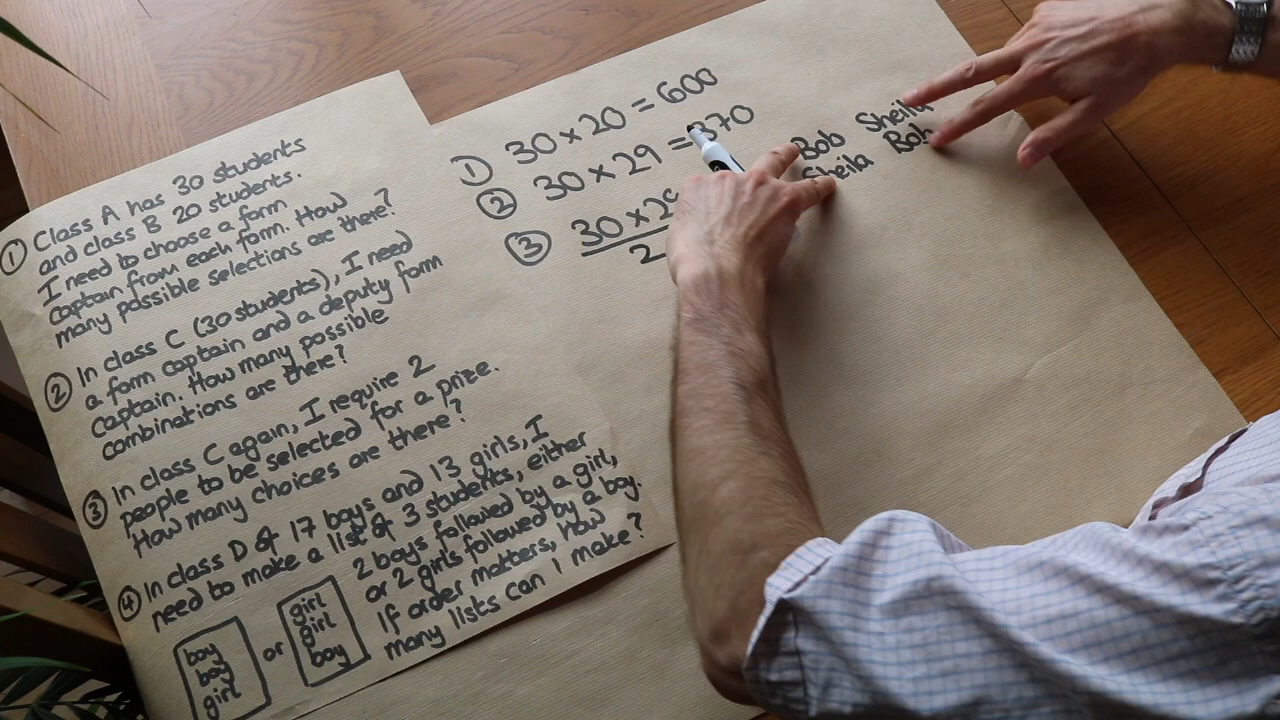 ① Class A has 30 students
and class B 20 students.
I need to choose a form
captain from each form. How
many possible selections are there?
② In class C (30 students), I need
a form captain and a deputy form
captain. How many possible
combinations are there?
③ In class C again, I require 2
people to be selected for a prize.
How many choices are there?
④ In class D of 17 boys and 13 girls, I
need to make a list of 3 students, either
2 boys followed by a girl,
or 2 girls followed by a boy.
If order matters, how
many lists can I make?
boy
boy
girl
or
girl
girl
boy
① 30 × 20 = 600
② 30 × 29 = 870
③ 30 × 29
2
Bob Sheila
Sheila Bob